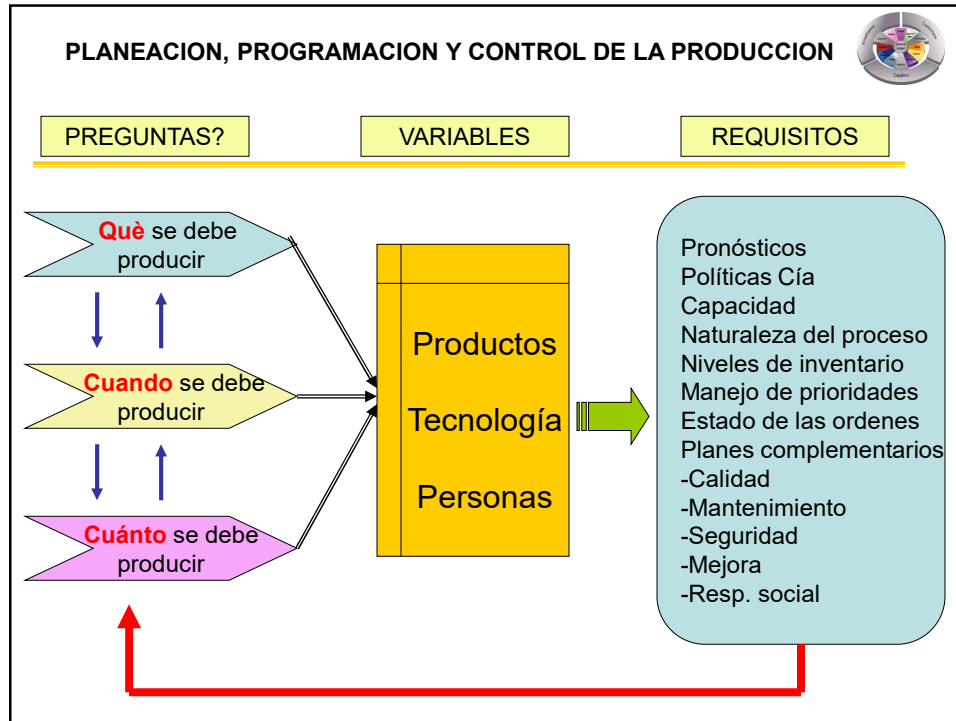 PLANEACION, PROGRAMACION Y CONTROL DE LA PRODUCCION
PREGUNTAS?
VARIABLES
REQUISITOS
Què se debe
producir
Cuando se debe
producir
Cuánto se debe
producir
Productos
Tecnología
Personas
Pronósticos
Políticas Cía
Capacidad
Naturaleza del proceso
Niveles de inventario
Manejo de prioridades
Estado de las ordenes
Planes complementarios
-Calidad
-Mantenimiento
-Seguridad
-Mejora
-Resp. social
Suppliers